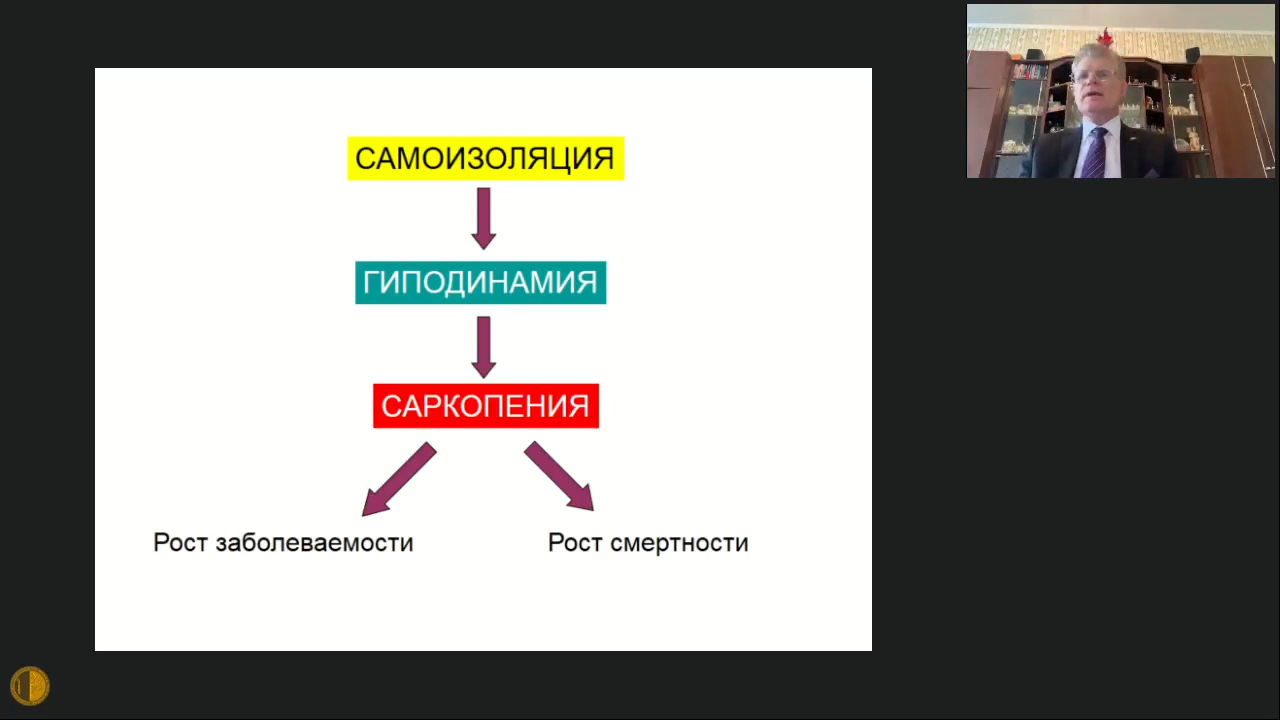 САМОИЗОЛЯЦИЯ
ГИПОДИНАМИЯ
САРКОПЕНИЯ
Рост заболеваемости
Рост смертности